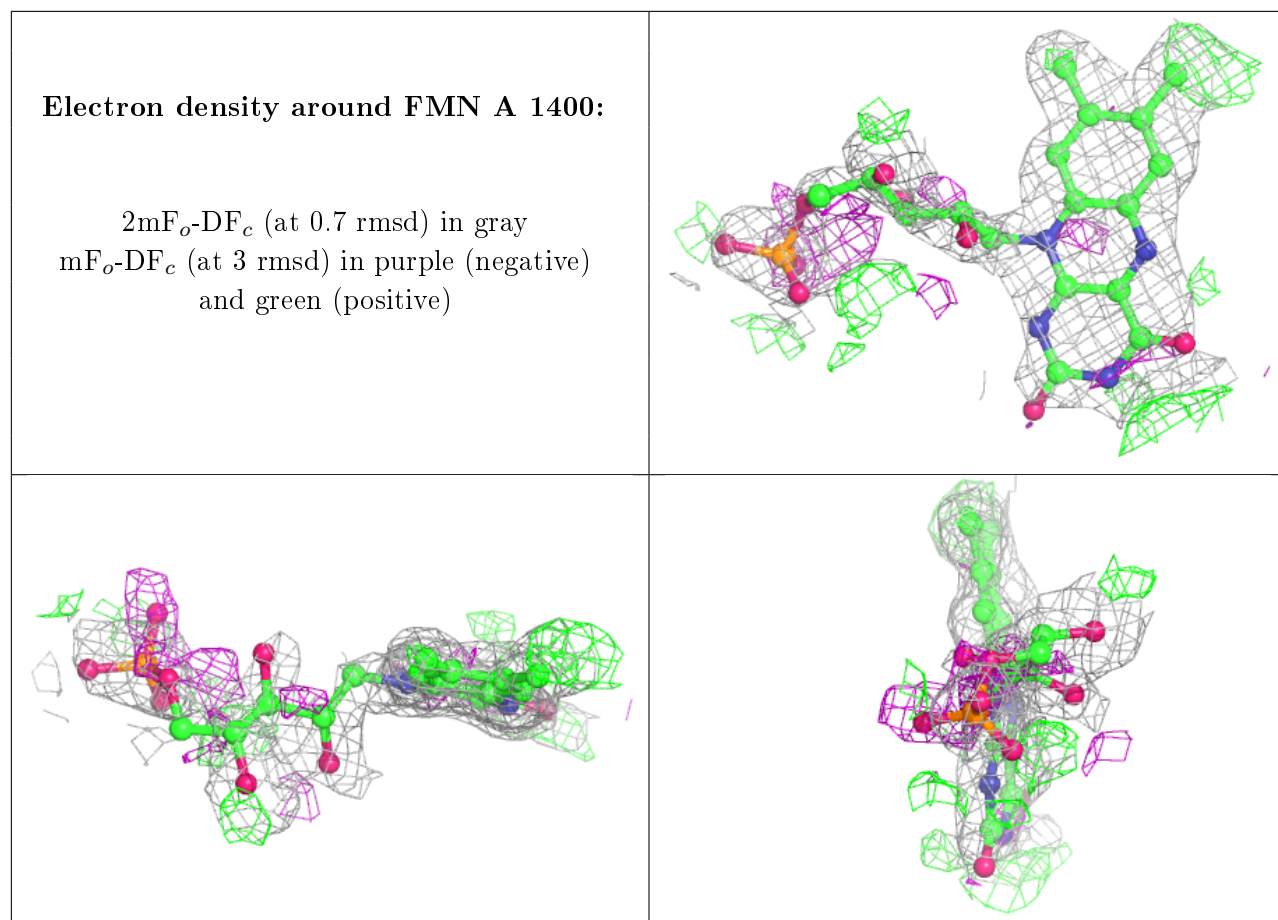 Electron density around FMN A 1400:
2mFₒ-DF𝒸 (at 0.7 rmsd) in gray
mFₒ-DF𝒸 (at 3 rmsd) in purple (negative)
and green (positive)